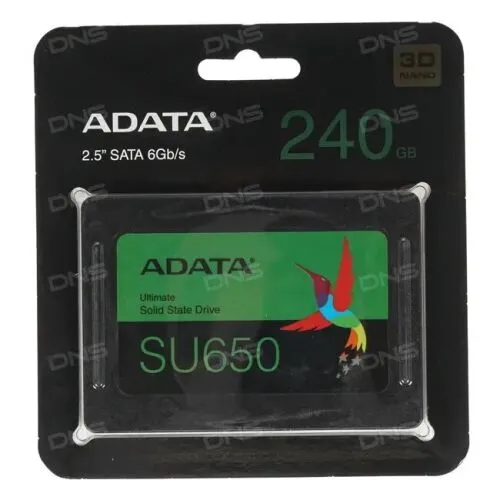 3D
NAND
ADATA®
240 GB
2.5" SATA 6Gb/s
ADATA®
Ultimate
Solid State Drive
SU650
DNS